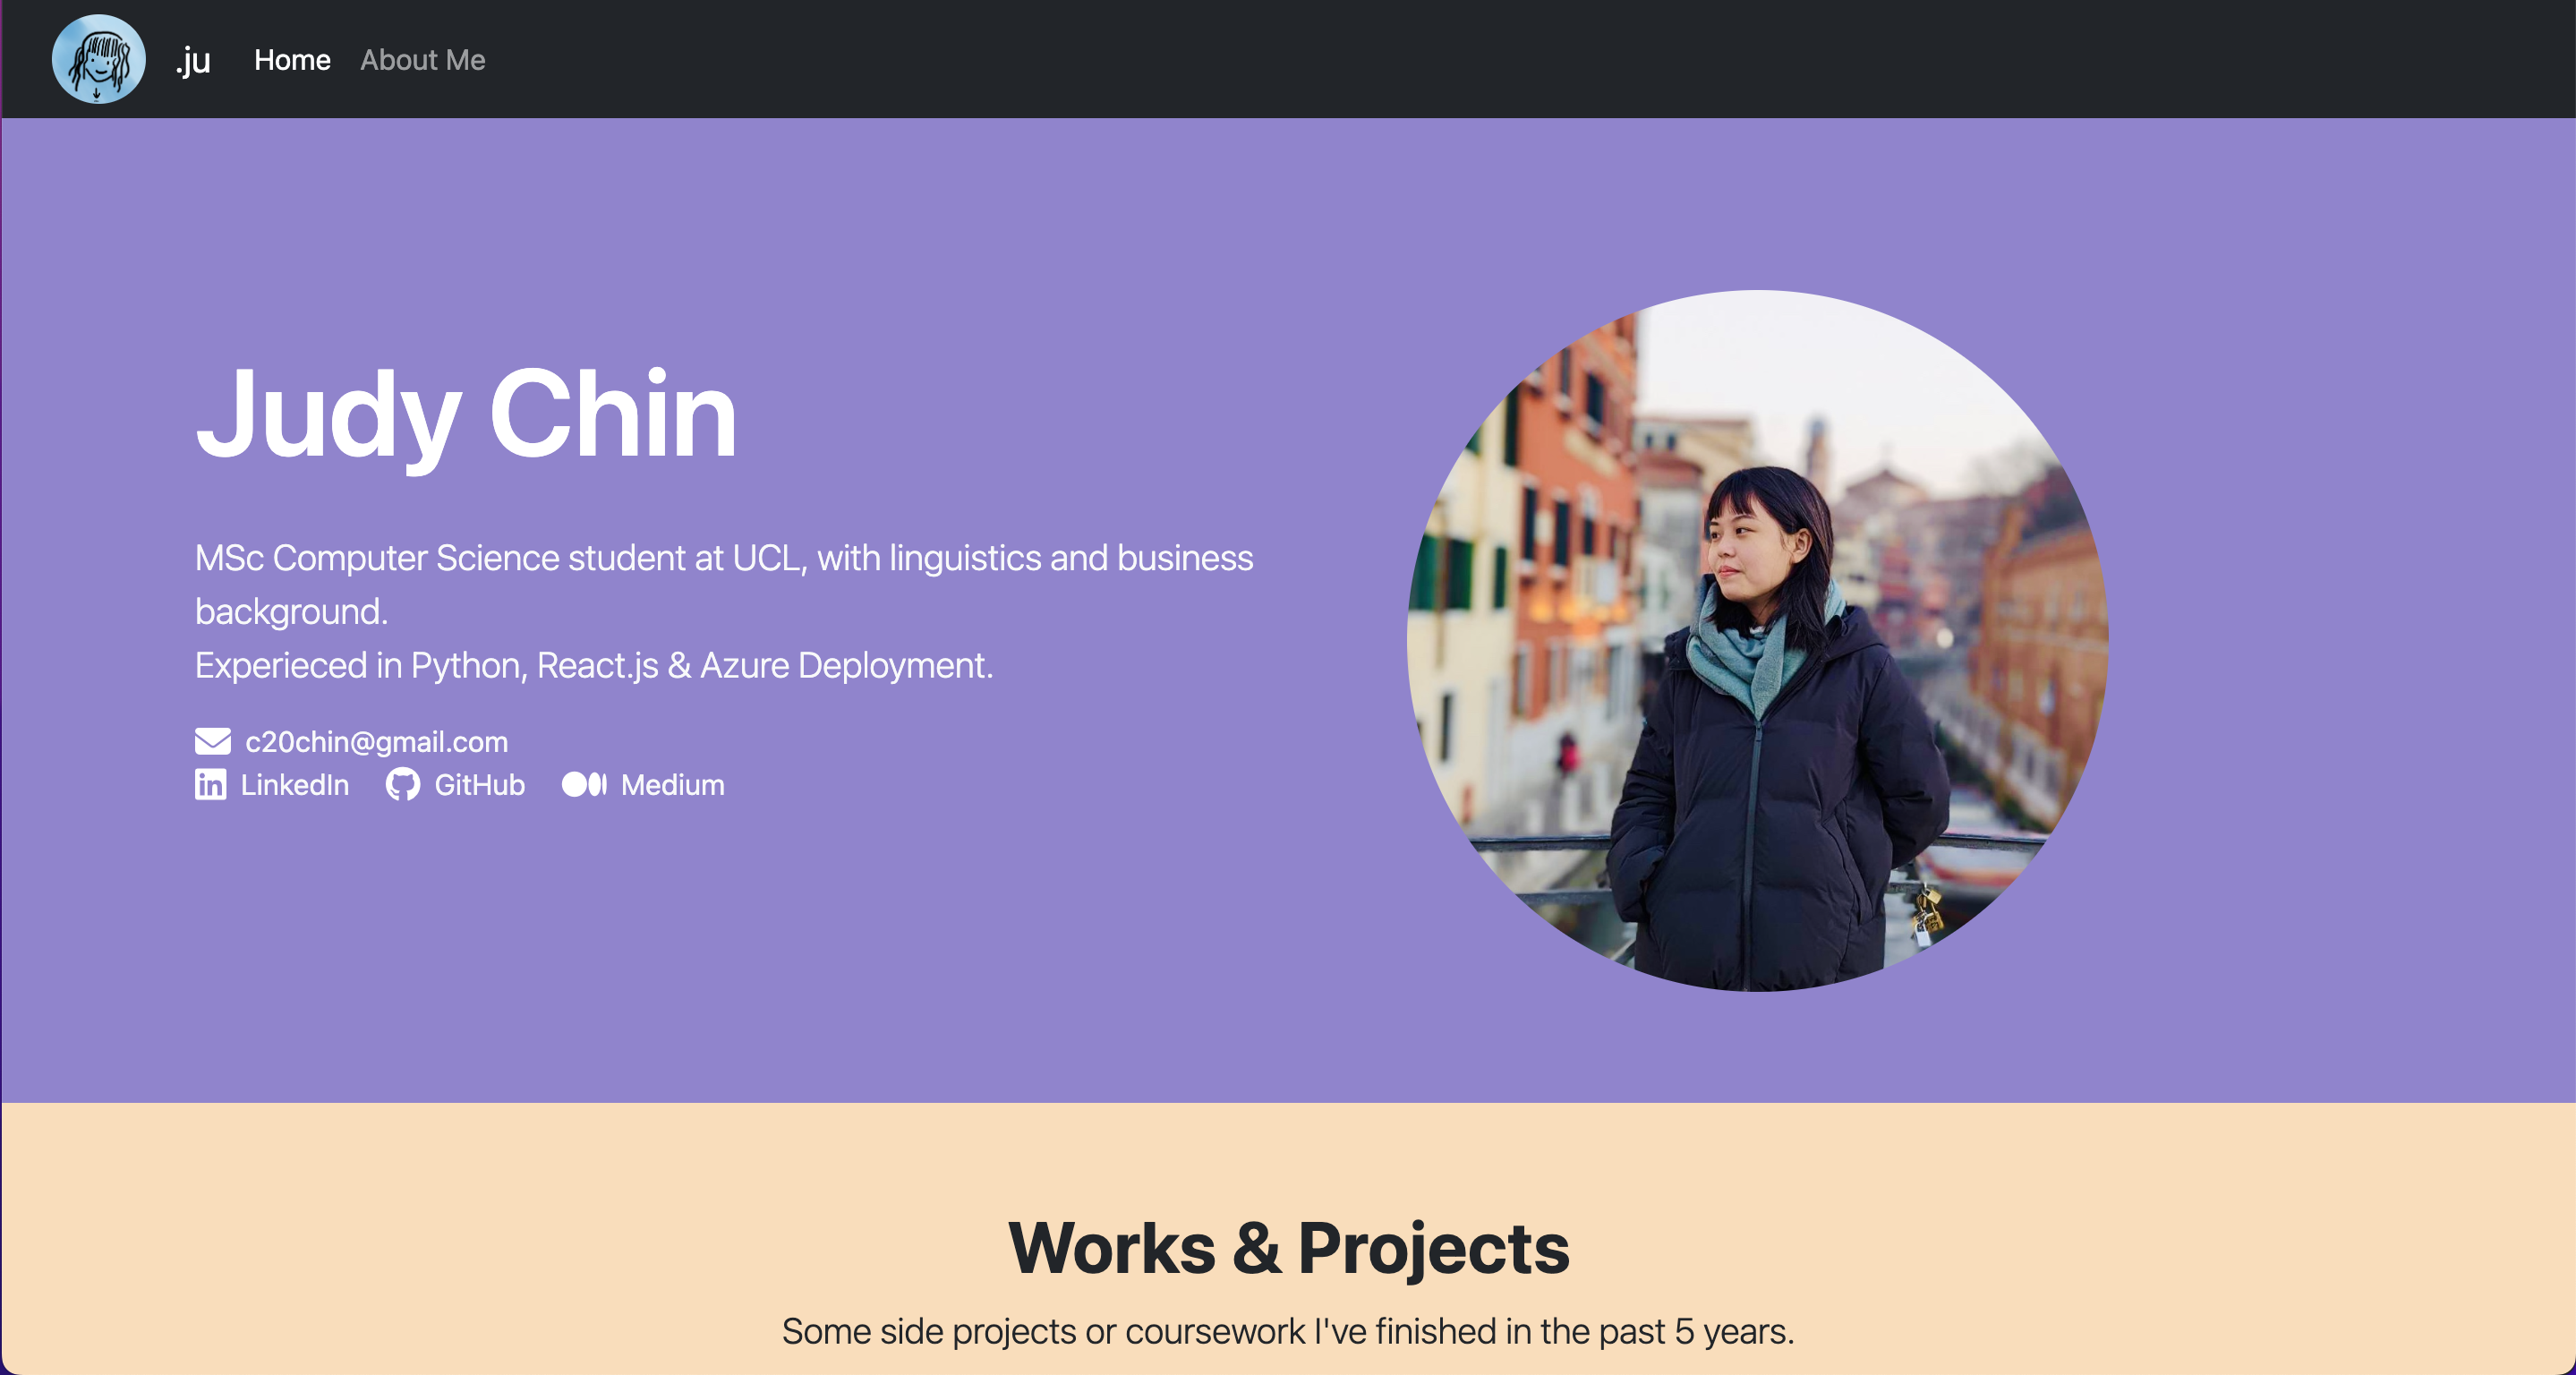 .ju Home About Me
Judy Chin
MSc Computer Science student at UCL, with linguistics and business
background.
Experieced in Python, React.js & Azure Deployment.
c20chin@gmail.com
LinkedIn GitHub Medium
Works & Projects
Some side projects or coursework I've finished in the past 5 years.